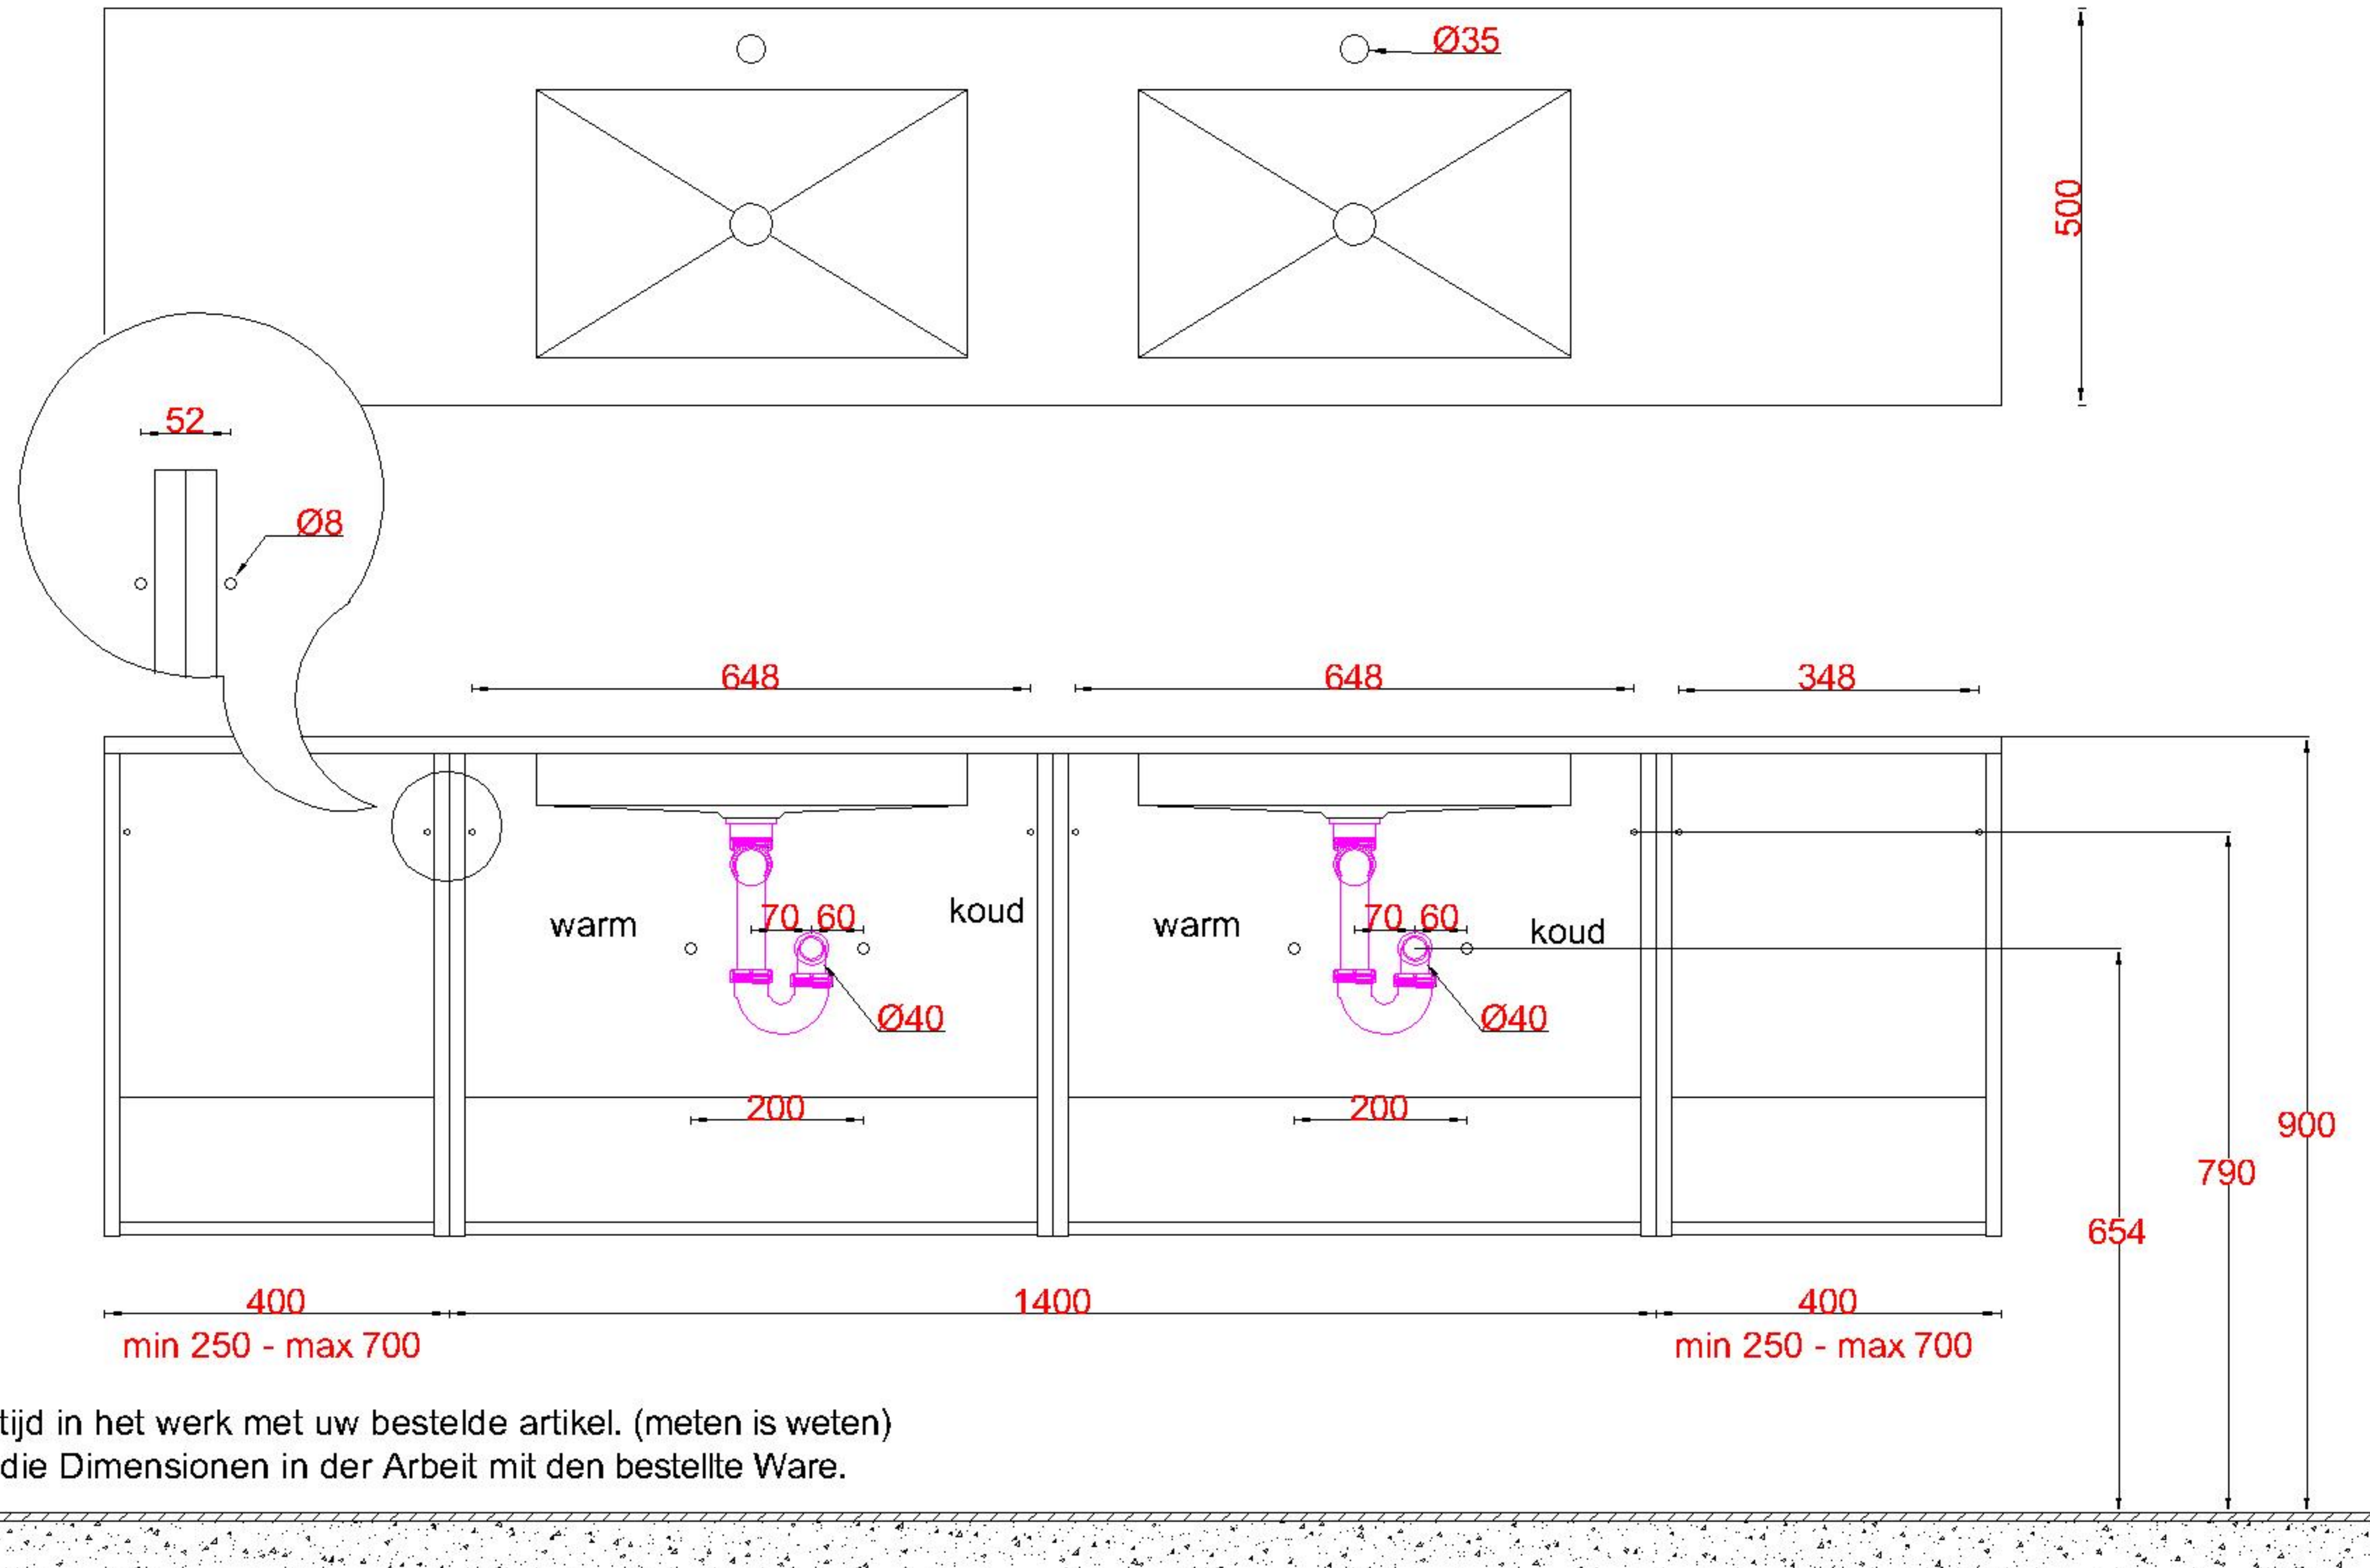 Ø35
500
52
Ø8
648
648
348
warm
70
60
koud
warm
70
60
koud
Ø40
Ø40
200
200
900
790
654
400
1400
400
min 250 - max 700
min 250 - max 700
tijd in het werk met uw bestelde artikel. (meten is weten)
die Dimensionen in der Arbeit mit den bestellte Ware.